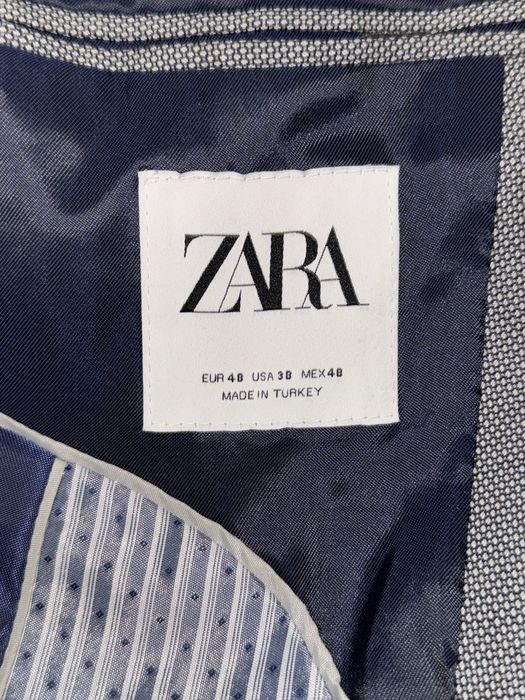 ZARA
EUR 48 USA 38 MEX 48
MADE IN TURKEY